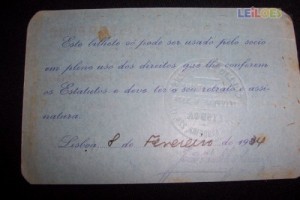 LEILÕES
Este bilhete só pode ser usado pelo socio
em pleno uso dos direitos que lhe conferem
os Estatutos e deve ter o seu retrato e assi-
natura.
Lisboa, 8 de Fevereiro de 1934